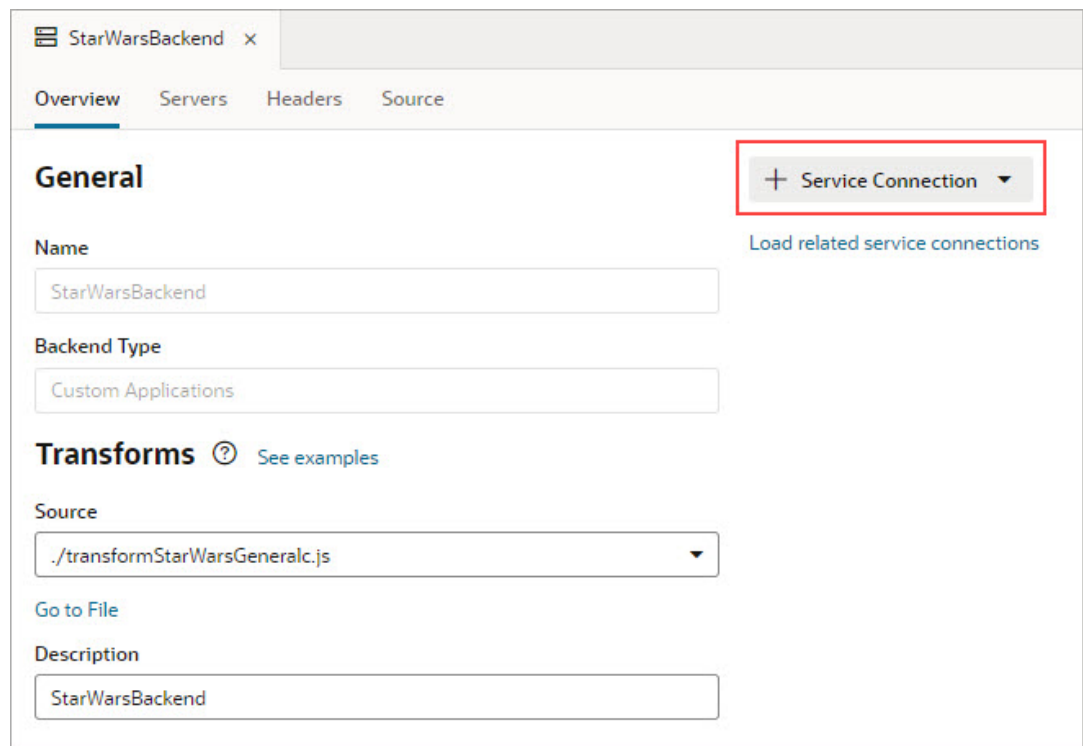 StarWarsBackend ×
Overview Servers Headers Source
General
+ Service Connection
Load related service connections
Name
StarWarsBackend
Backend Type
Custom Applications
Transforms ? See examples
Source
./transformStarWarsGeneralc.js
Go to File
Description
StarWarsBackend